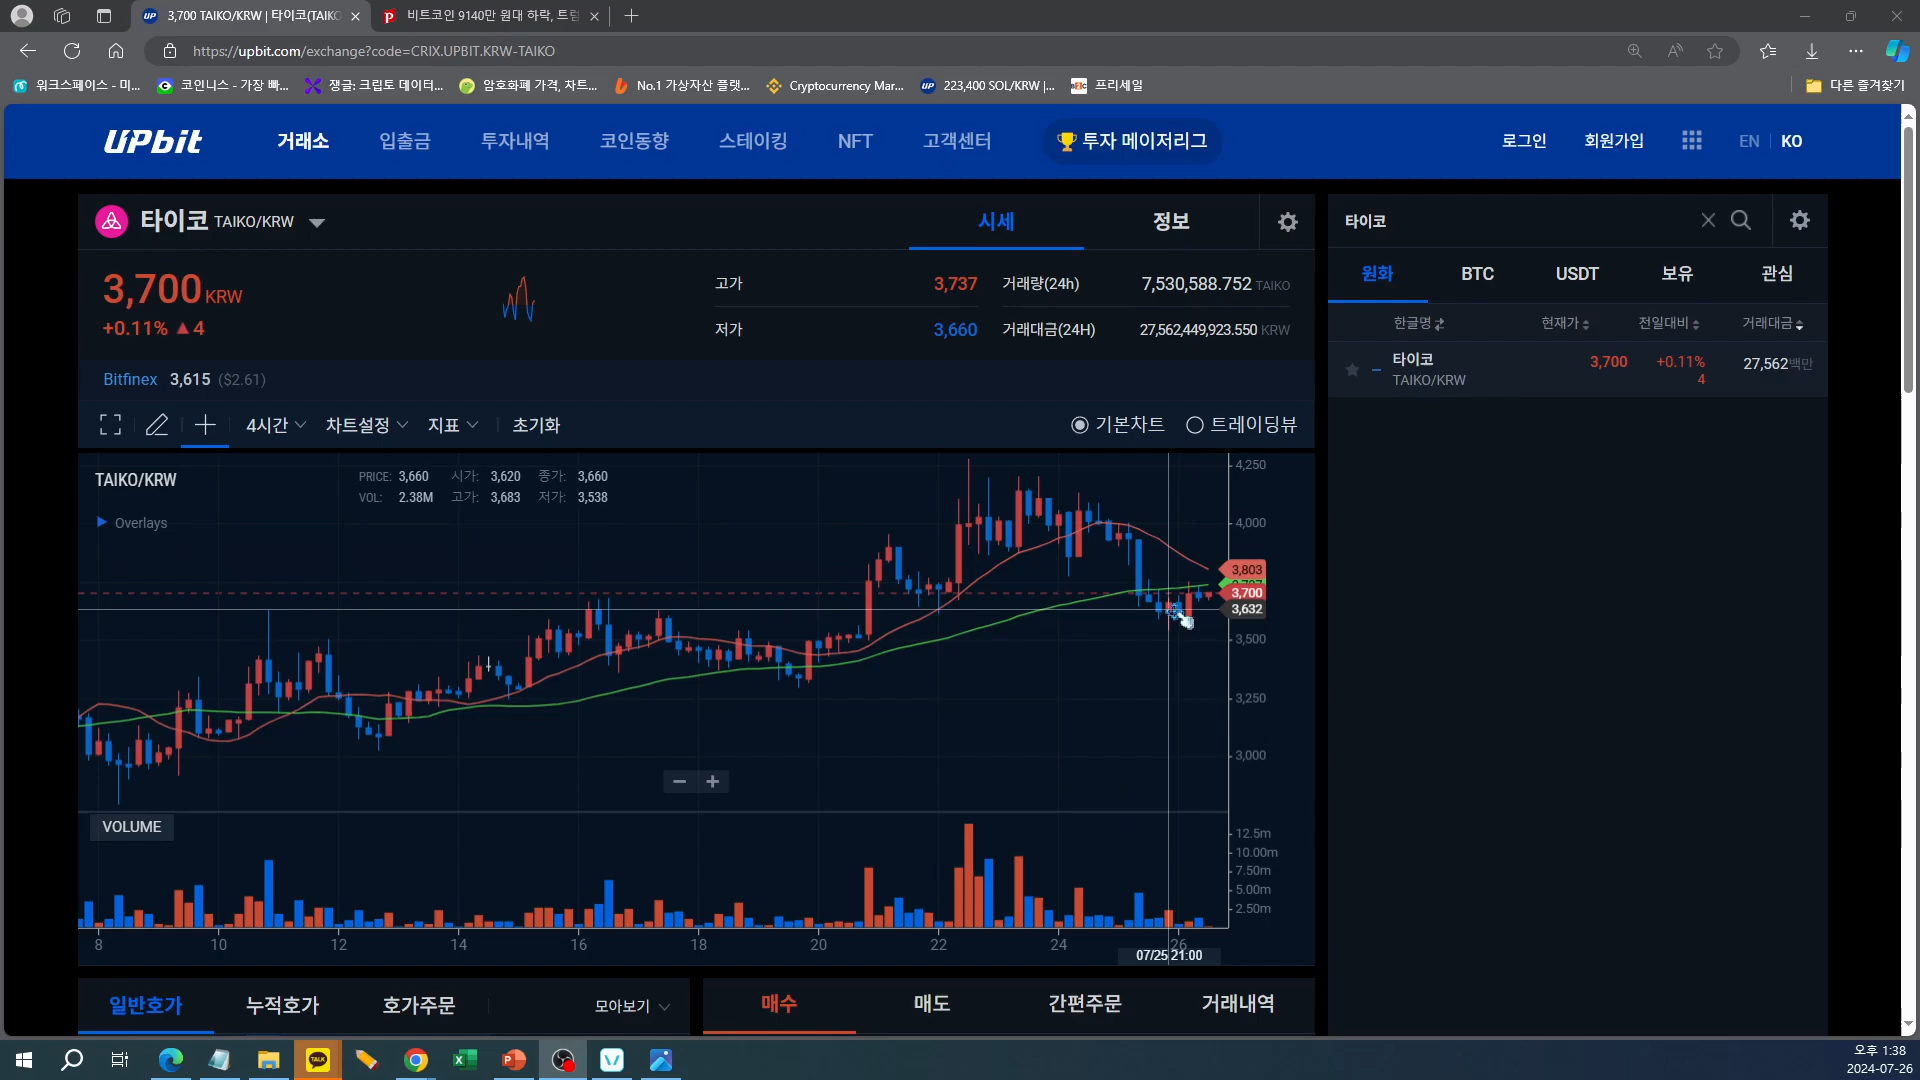 3,700 TAIKO/KRW | 타이코(TAIKO
비트코인 9140만 원대 하락, 트럼
https://upbit.com/exchange?code=CRIX.UPBIT.KRW-TAIKO
워크스페이스 - 미...
코인니스 - 가장 빠...
쟁글: 크립토 데이터...
암호화폐 가격, 차트...
No.1 가상자산 플랫...
Cryptocurrency Mar...
223,400 SOL/KRW |...
프리세일
다른 즐겨찾기
UPbit 거래소 입출금 투자내역 코인동향 스테이킹 NFT 고객센터 투자 메이저리그 로그인 회원가입 EN KO
타이코 TAIKO/KRW 시세 정보
3,700 KRW
+0.11% ▲4
고가 3,737 거래량(24h) 7,530,588.752 TAIKO
저가 3,660 거래대금(24H) 27,562,449,923.550 KRW
Bitfinex 3,615 ($2.61)
4시간 차트설정 지표 초기화 기본차트 트레이딩뷰
TAIKO/KRW
PRICE: 3,660 시가: 3,620 종가: 3,660
VOL: 2.38M 고가: 3,683 저가: 3,538
Overlays
4,250
4,000
3,803
3,700
3,632
3,500
3,250
3,000
− +
VOLUME
12.5m
10.00m
7.50m
5.00m
2.50m
8 10 12 14 16 18 20 22 24 26
07/25 21:00
일반호가 누적호가 호가주문 모아보기
매수 매도 간편주문 거래내역
타이코
원화 BTC USDT 보유 관심
한글명 현재가 전일대비 거래대금
타이코 3,700 +0.11% 27,562백만
TAIKO/KRW 4
TALK
오후 1:38
2024-07-26